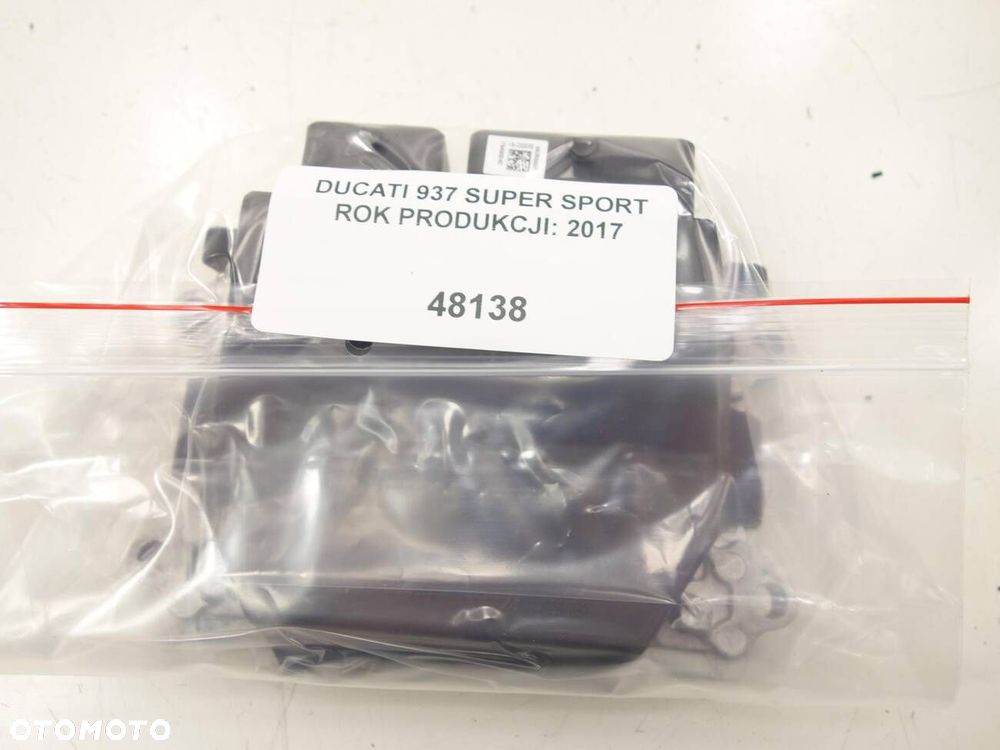 DUCATI 937 SUPER SPORT
ROK PRODUKCJI: 2017
48138
OTOMOTO